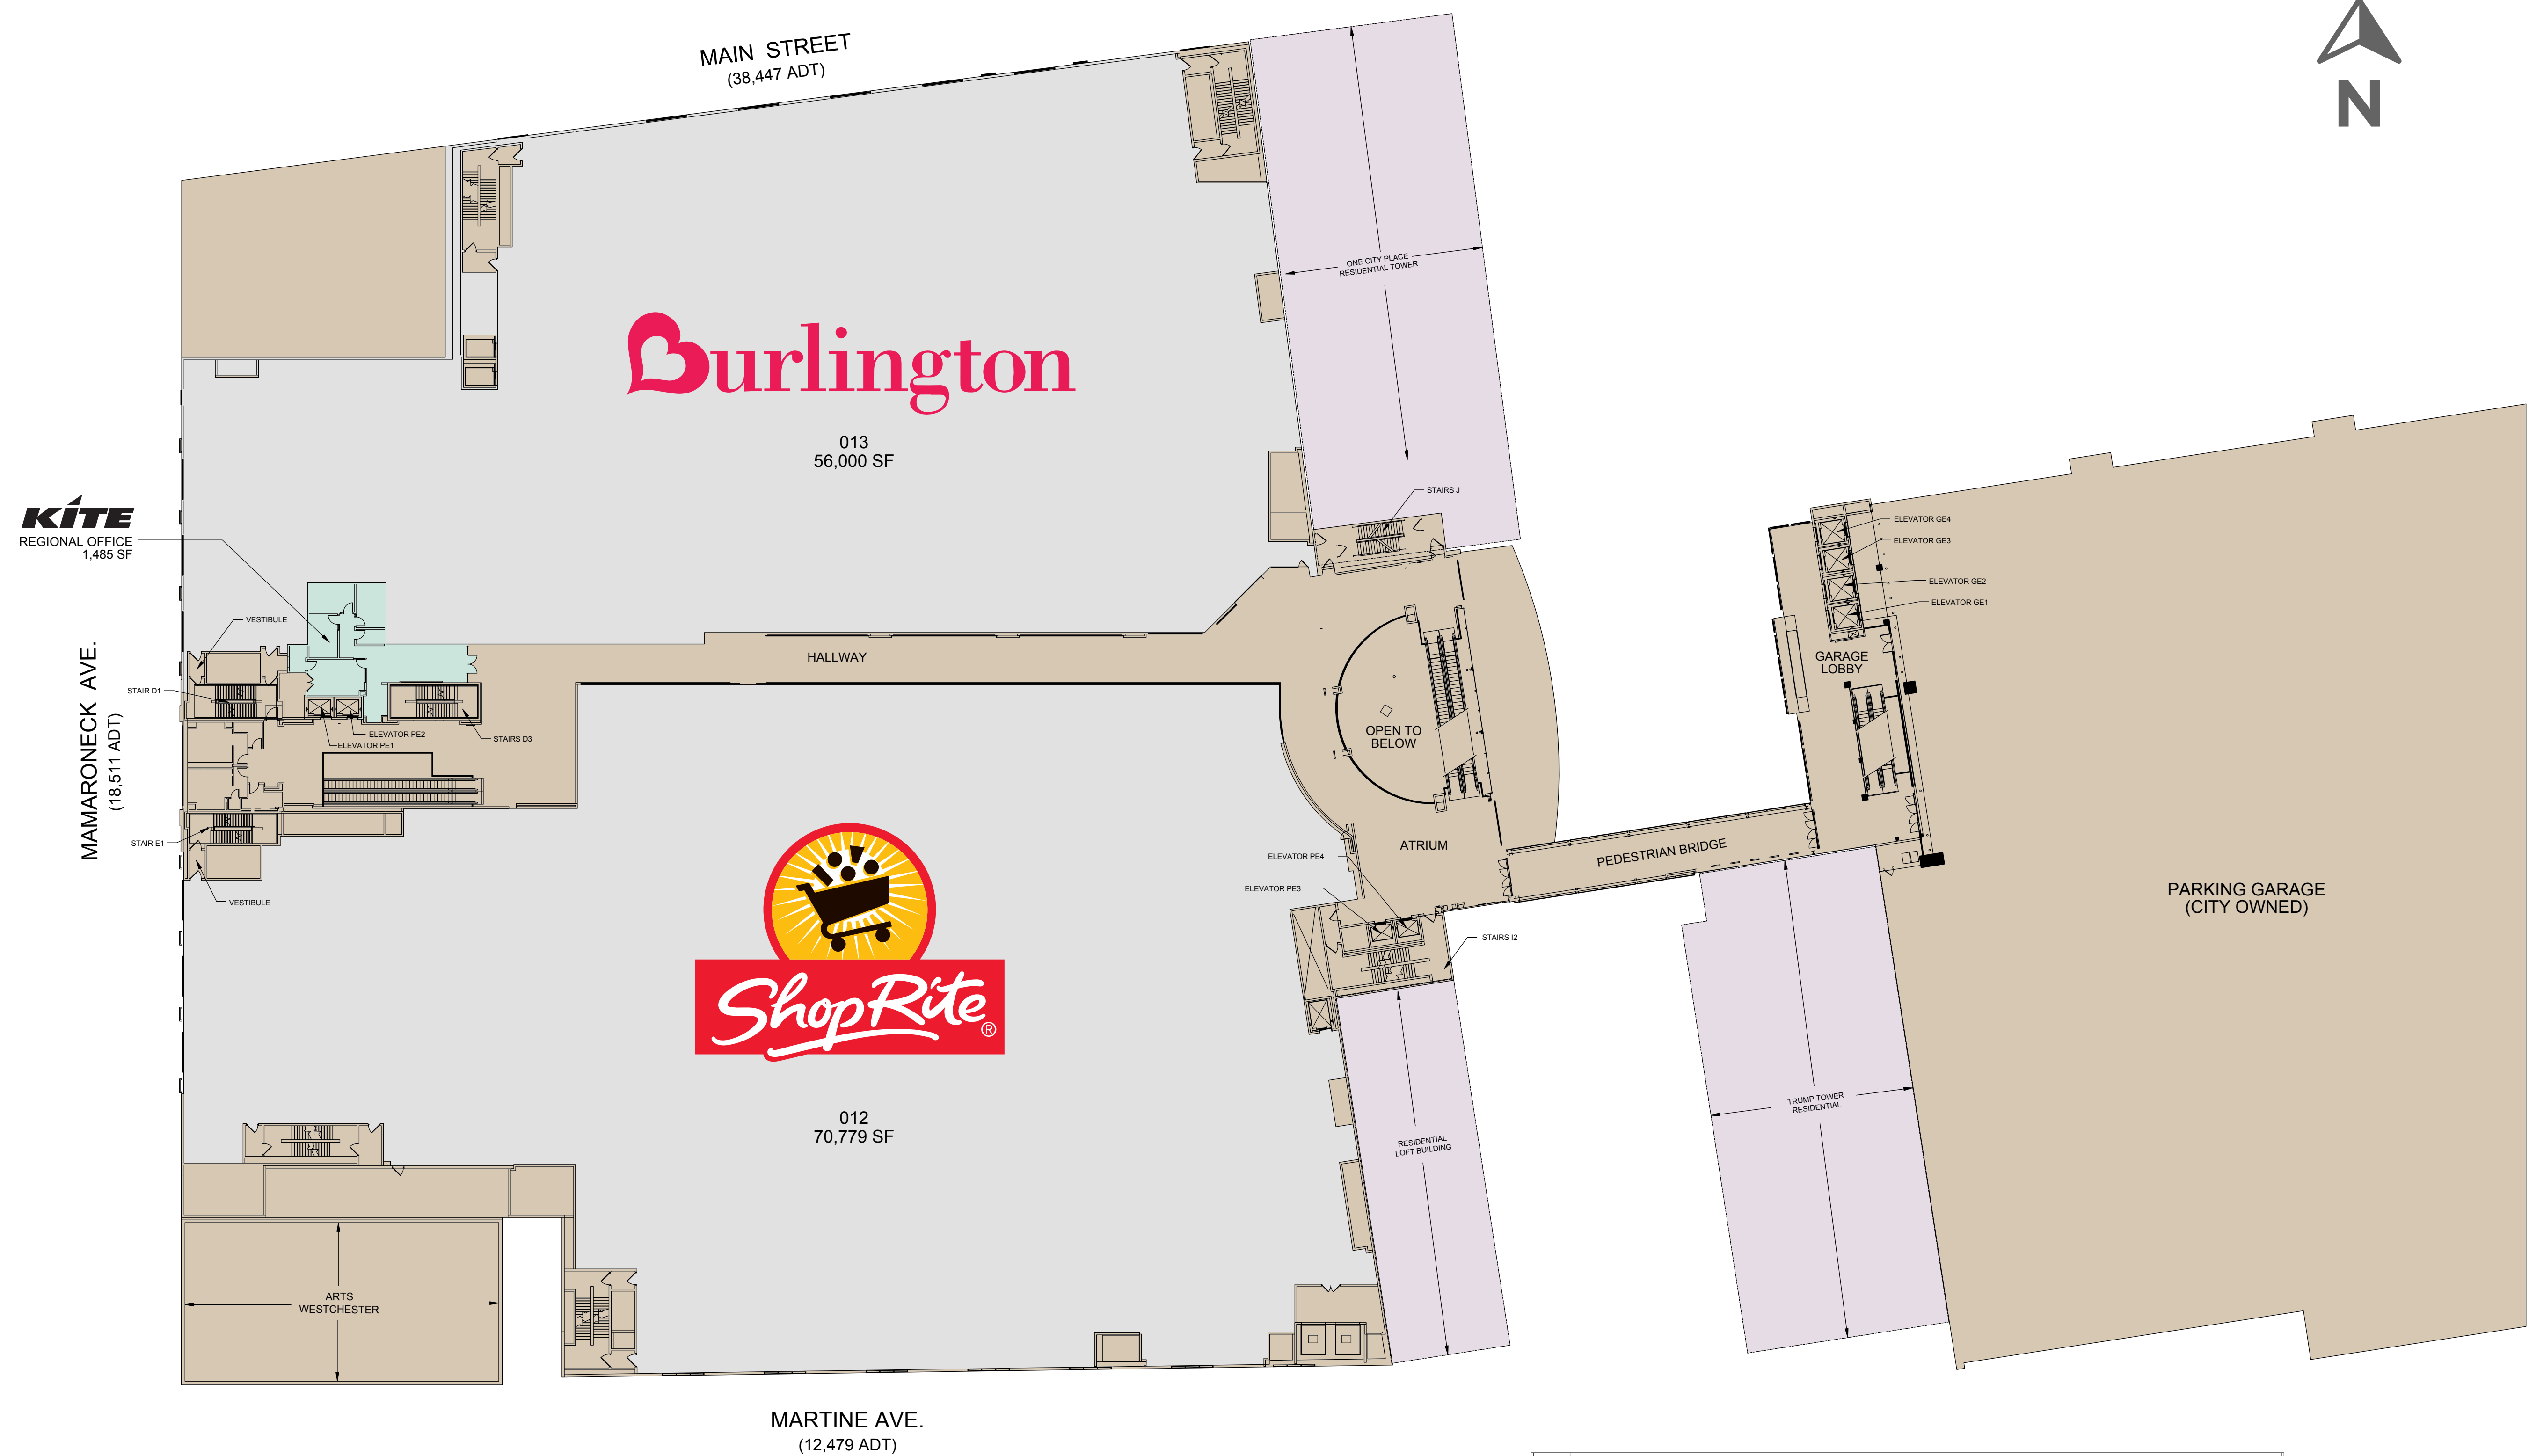 MAIN STREET
(38,447 ADT)
N
ONE CITY PLACE
RESIDENTIAL TOWER
Burlington
013
56,000 SF
STAIRS J
KITE
REGIONAL OFFICE
1,485 SF
ELEVATOR GE4
ELEVATOR GE3
ELEVATOR GE2
ELEVATOR GE1
VESTIBULE
HALLWAY
GARAGE
LOBBY
MAMARONECK AVE.
(18,511 ADT)
STAIR D1
ELEVATOR PE2
ELEVATOR PE1
STAIRS D3
OPEN TO
BELOW
STAIR E1
ATRIUM
PEDESTRIAN BRIDGE
ELEVATOR PE4
ELEVATOR PE3
VESTIBULE
PARKING GARAGE
(CITY OWNED)
STAIRS I2
ShopRite®
012
70,779 SF
TRUMP TOWER
RESIDENTIAL
RESIDENTIAL
LOFT BUILDING
ARTS
WESTCHESTER
MARTINE AVE.
(12,479 ADT)